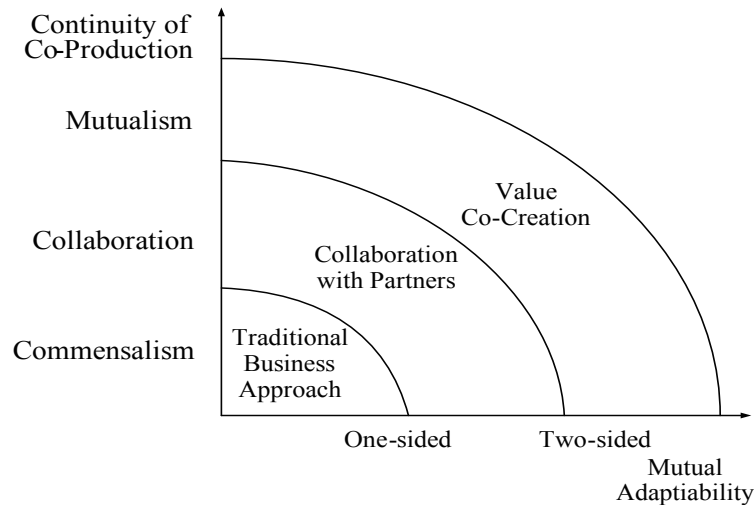 Continuity of
Co-Production
Mutualism
Value
Co-Creation
Collaboration
Collaboration
with Partners
Commensalism
Traditional
Business
Approach
One-sided
Two-sided
Mutual
Adaptiability